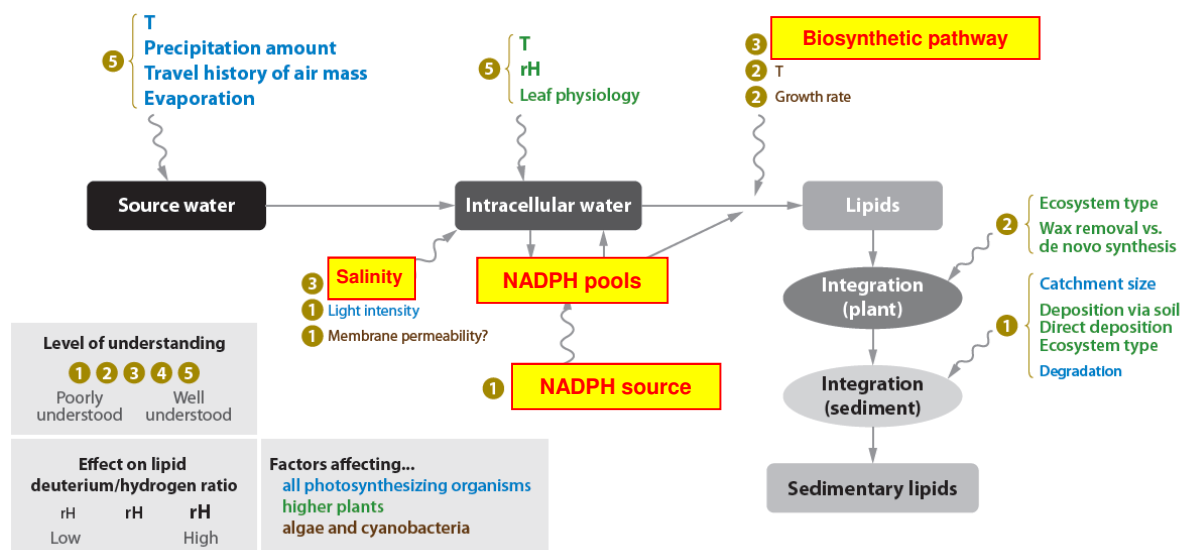 T
Precipitation amount
5
Travel history of air mass
Evaporation
T
5
rH
Leaf physiology
3 Biosynthetic pathway
2 T
2 Growth rate
Source water
Intracellular water
Lipids
Ecosystem type
2
Wax removal vs.
de novo synthesis
3 Salinity
1 Light intensity
1 Membrane permeability?
NADPH pools
1 NADPH source
Integration
(plant)
Catchment size
Deposition via soil
1
Direct deposition
Ecosystem type
Degradation
Integration
(sediment)
Sedimentary lipids
Level of understanding
1 2 3 4 5
Poorly understood
Well understood
Effect on lipid
deuterium/hydrogen ratio
rH rH rH
Low High
Factors affecting...
all photosynthesizing organisms
higher plants
algae and cyanobacteria